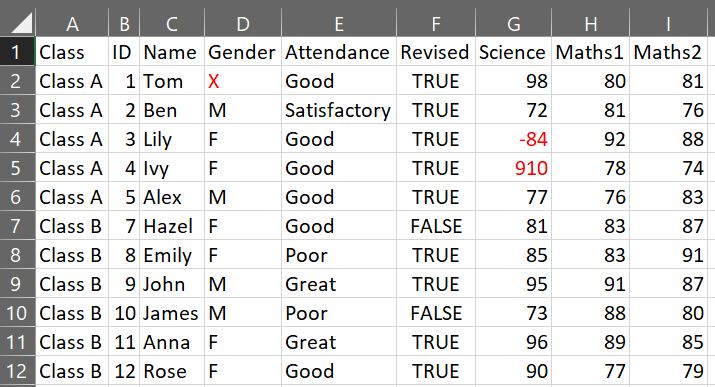 A B C D E F G H I
1 Class ID Name Gender Attendance Revised Science Maths1 Maths2
2 Class A 1 Tom X Good TRUE 98 80 81
3 Class A 2 Ben M Satisfactory TRUE 72 81 76
4 Class A 3 Lily F Good TRUE -84 92 88
5 Class A 4 Ivy F Good TRUE 910 78 74
6 Class A 5 Alex M Good TRUE 77 76 83
7 Class B 7 Hazel F Good FALSE 81 83 87
8 Class B 8 Emily F Poor TRUE 85 83 91
9 Class B 9 John M Great TRUE 95 91 87
10 Class B 10 James M Poor FALSE 73 88 80
11 Class B 11 Anna F Great TRUE 96 89 85
12 Class B 12 Rose F Good TRUE 90 77 79